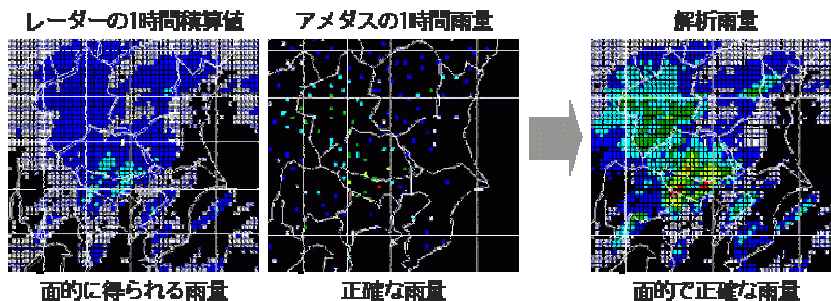 レーダーの1時間積算値
アメダスの1時間雨量
解析雨量
面的に得られる雨量
正確な雨量
面的で正確な雨量